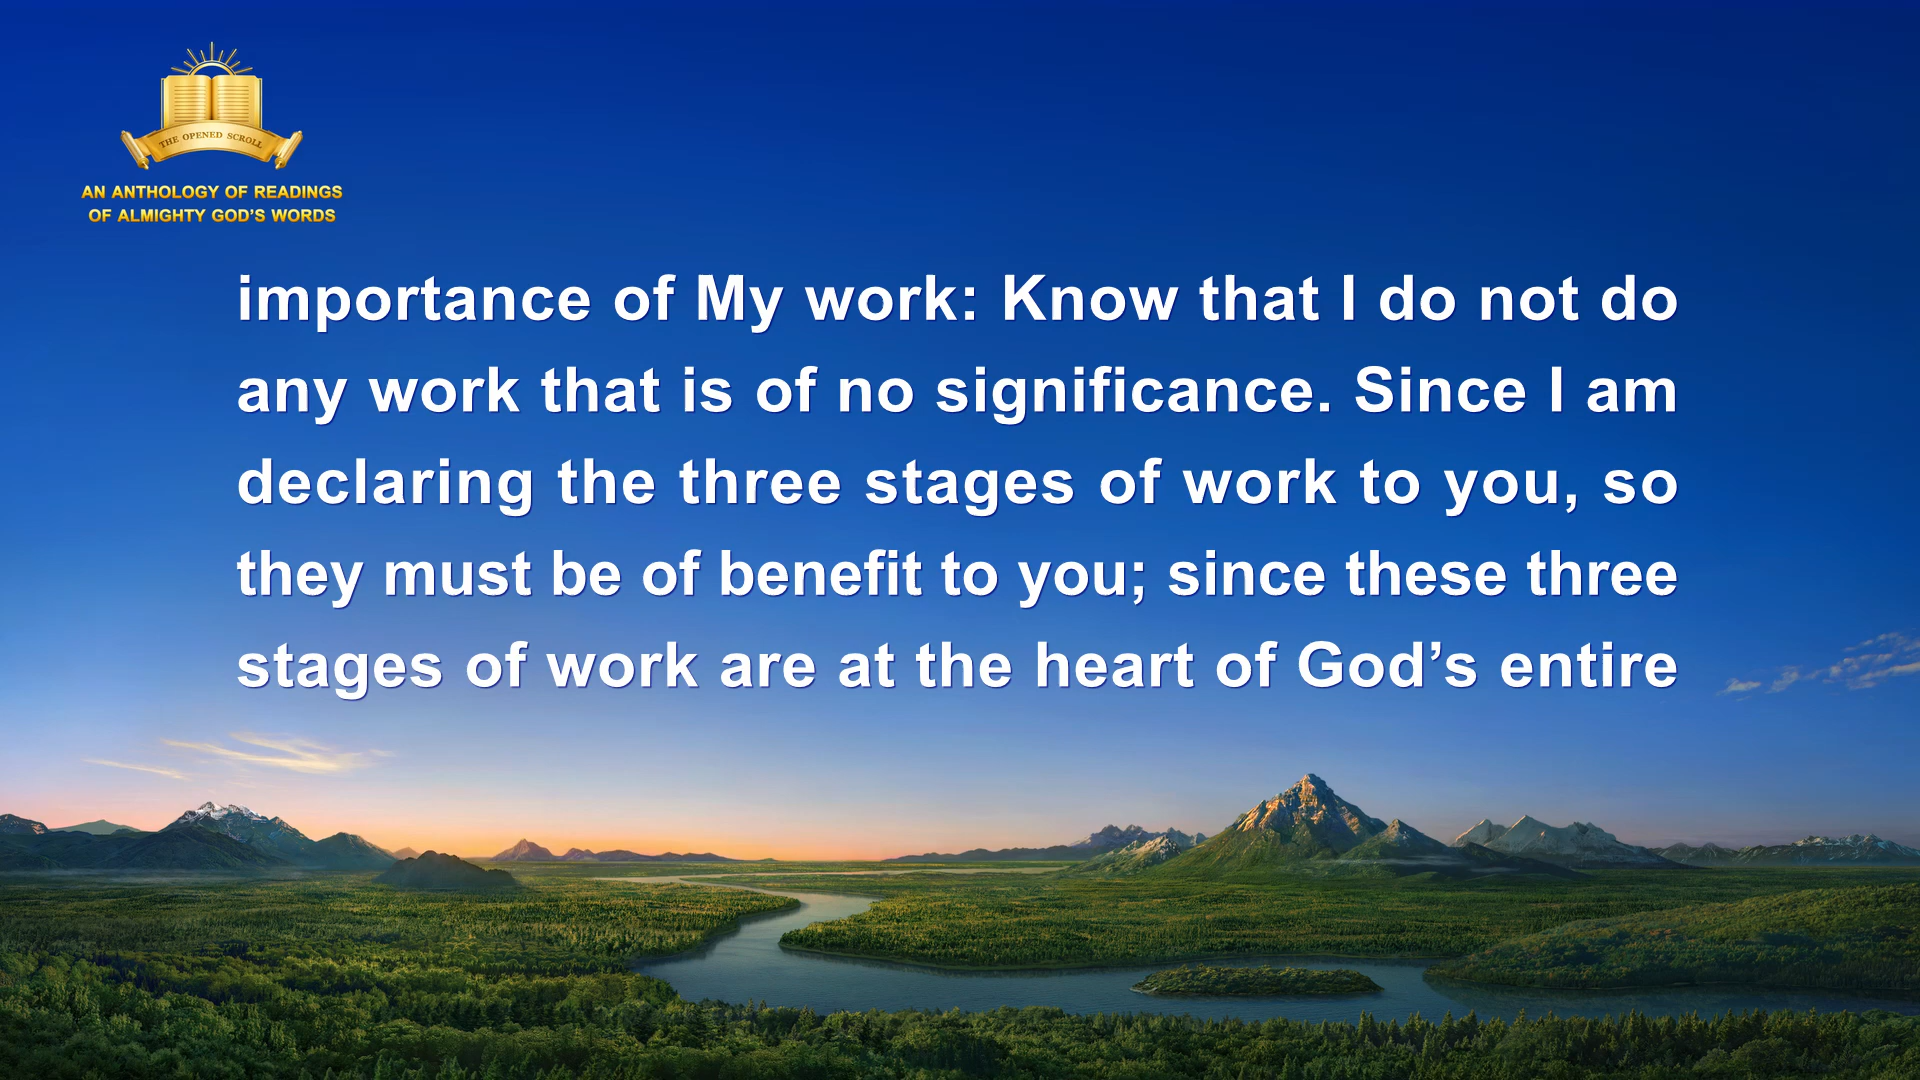 THE OPENED SCROLL
AN ANTHOLOGY OF READINGS
OF ALMIGHTY GOD'S WORDS
importance of My work: Know that I do not do
any work that is of no significance. Since I am
declaring the three stages of work to you, so
they must be of benefit to you; since these three
stages of work are at the heart of God’s entire